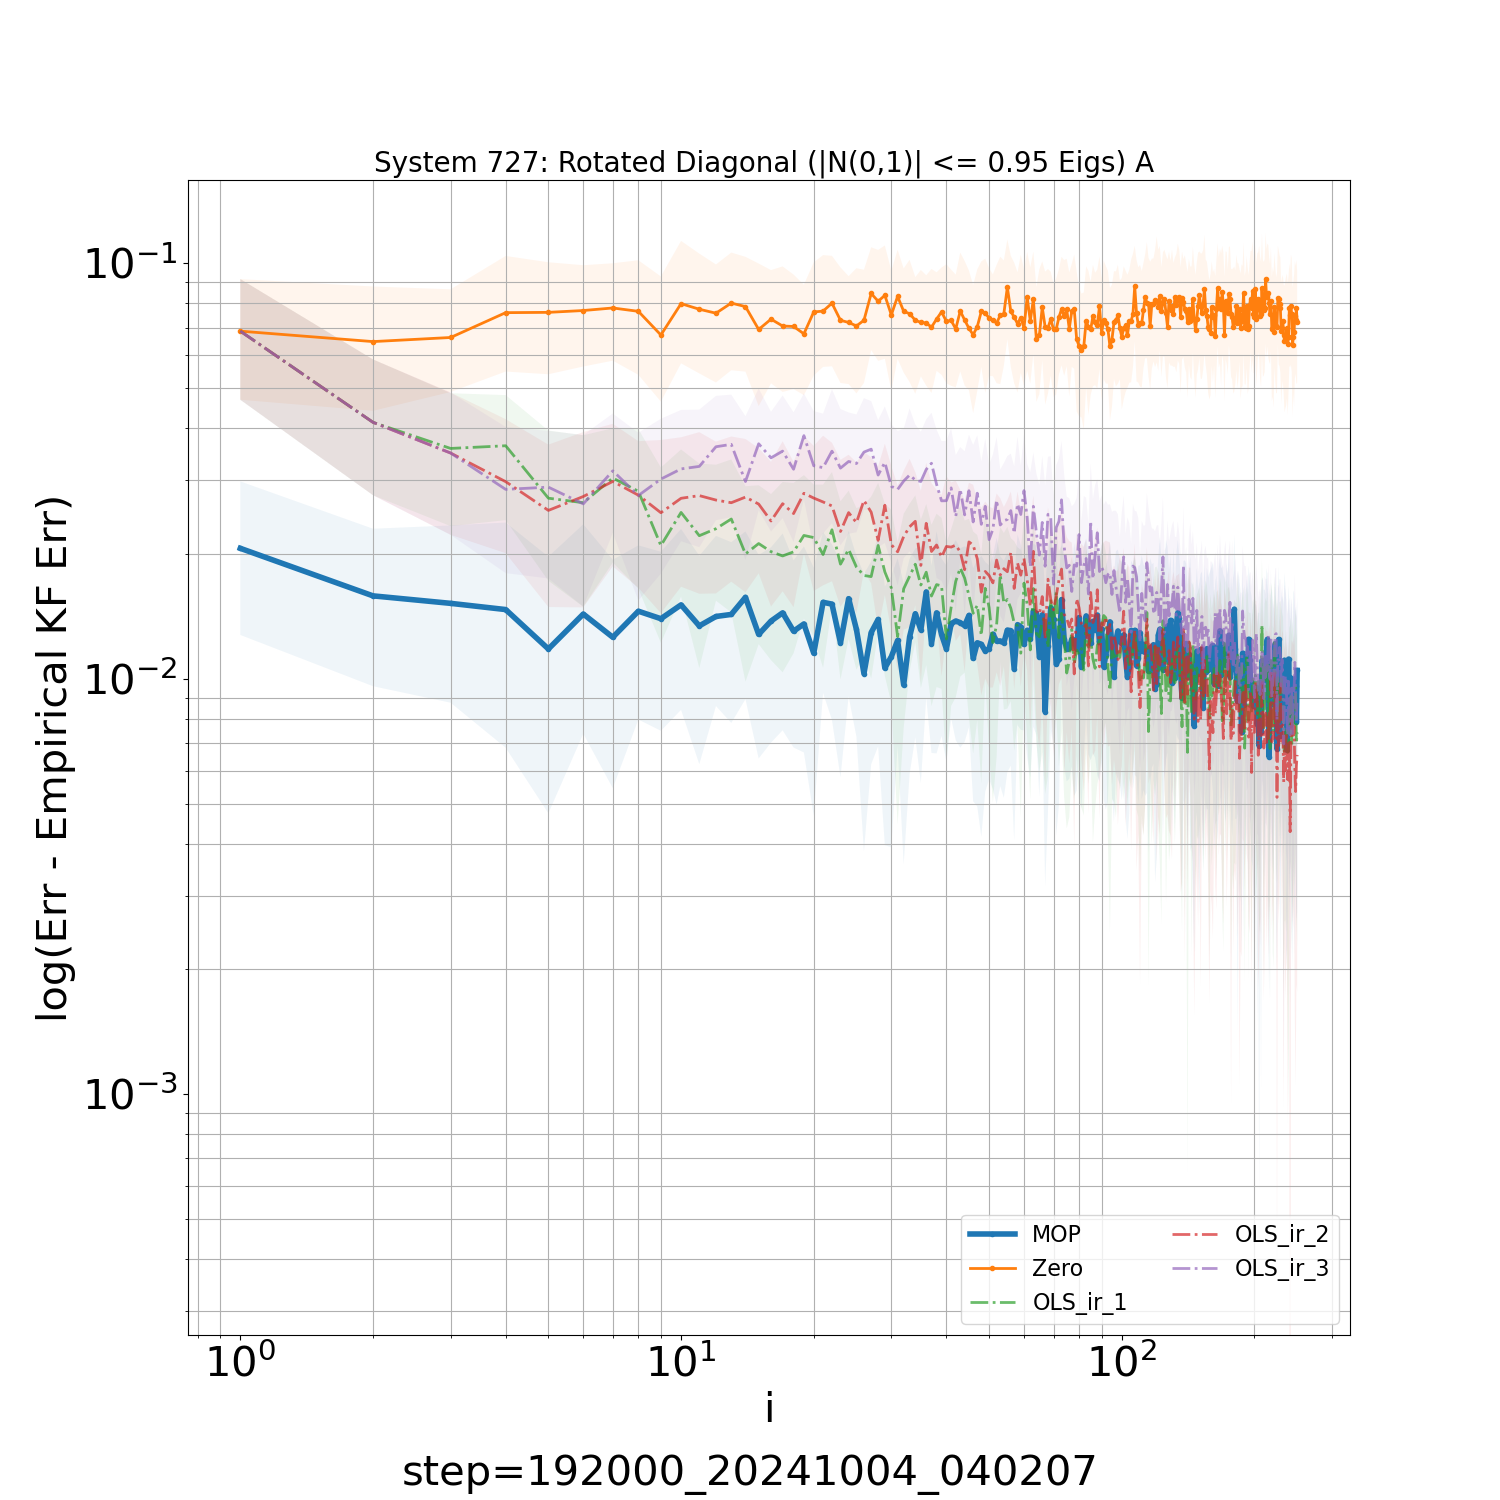 System 727: Rotated Diagonal (|N(0,1)| <= 0.95 Eigs) A
log(Err - Empirical KF Err)
10⁻¹
10⁻²
10⁻³
MOP
Zero
OLS_ir_1
OLS_ir_2
OLS_ir_3
10⁰ 10¹ 10²
i
step=192000_20241004_040207